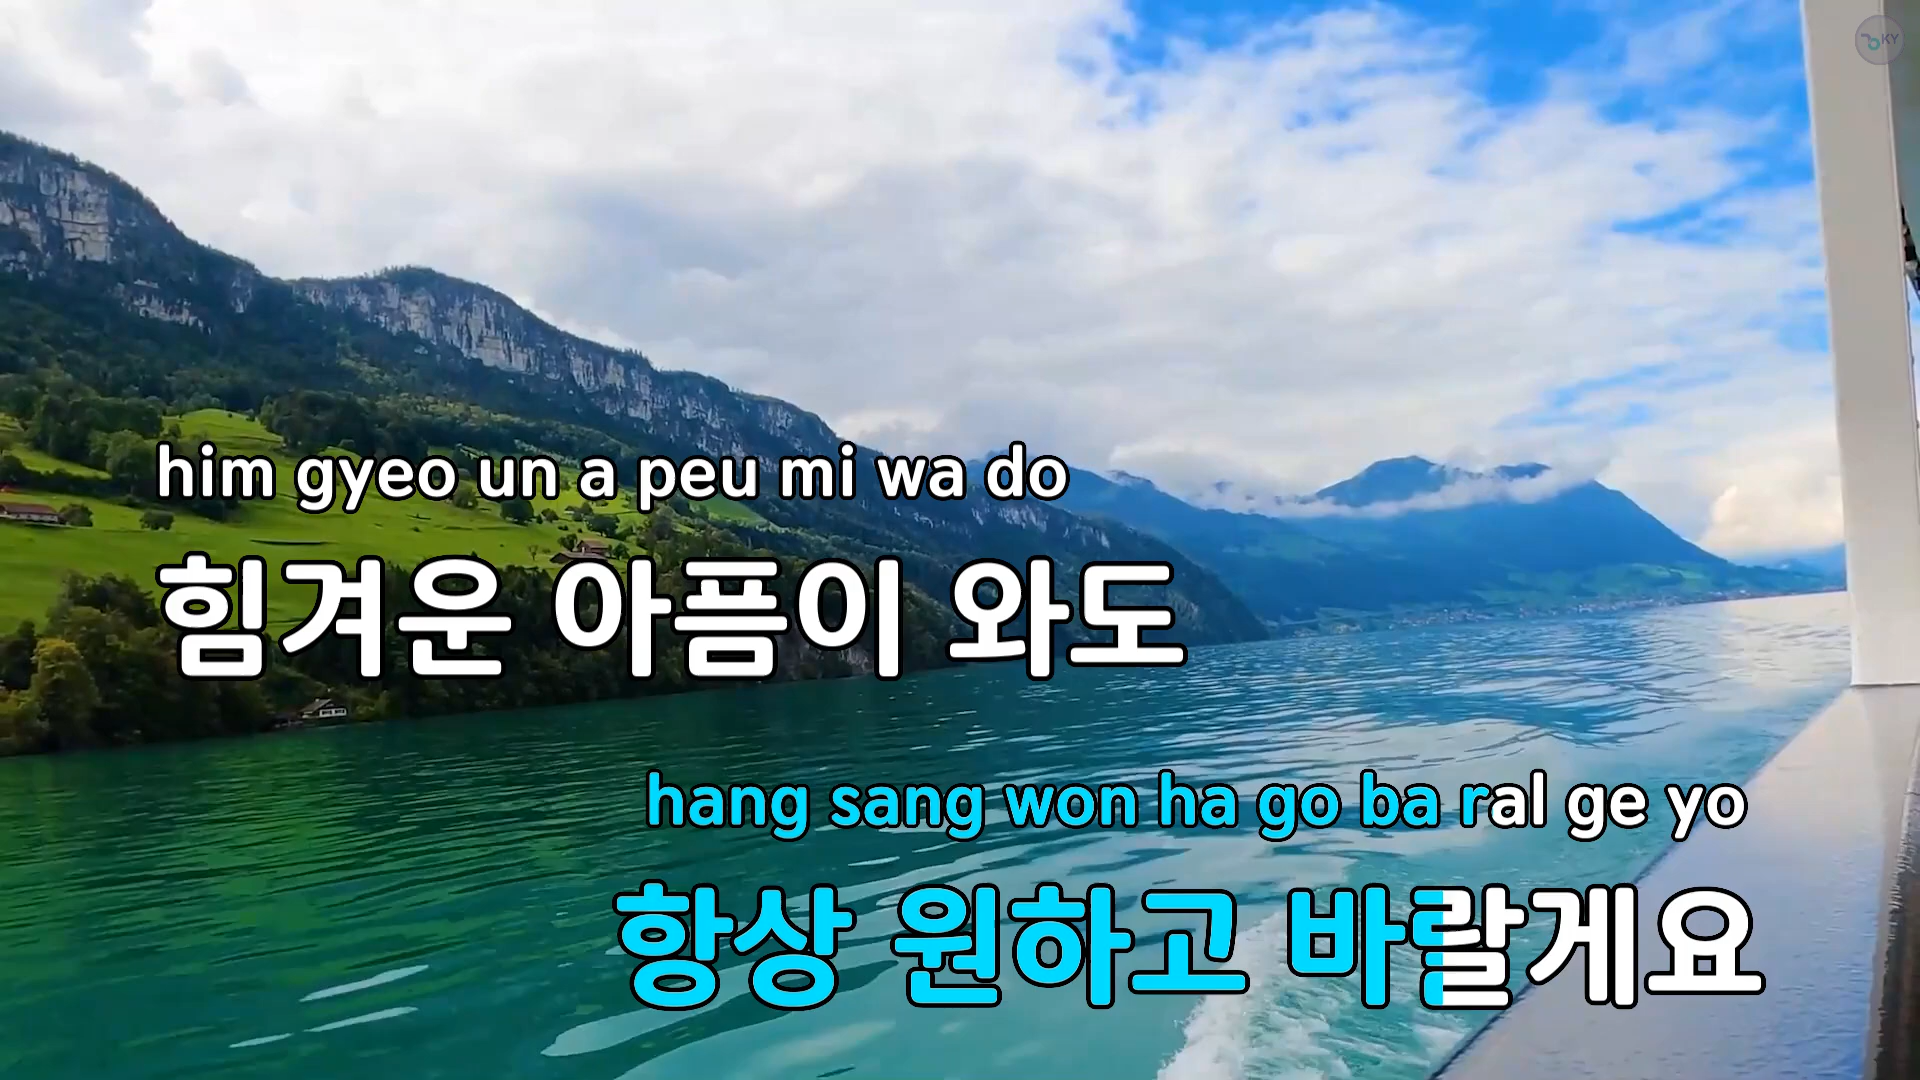 KY
him gyeo un a peu mi wa do
힘겨운 아픔이 와도
hang sang won ha go ba ral ge yo
항상 원하고 바랄게요